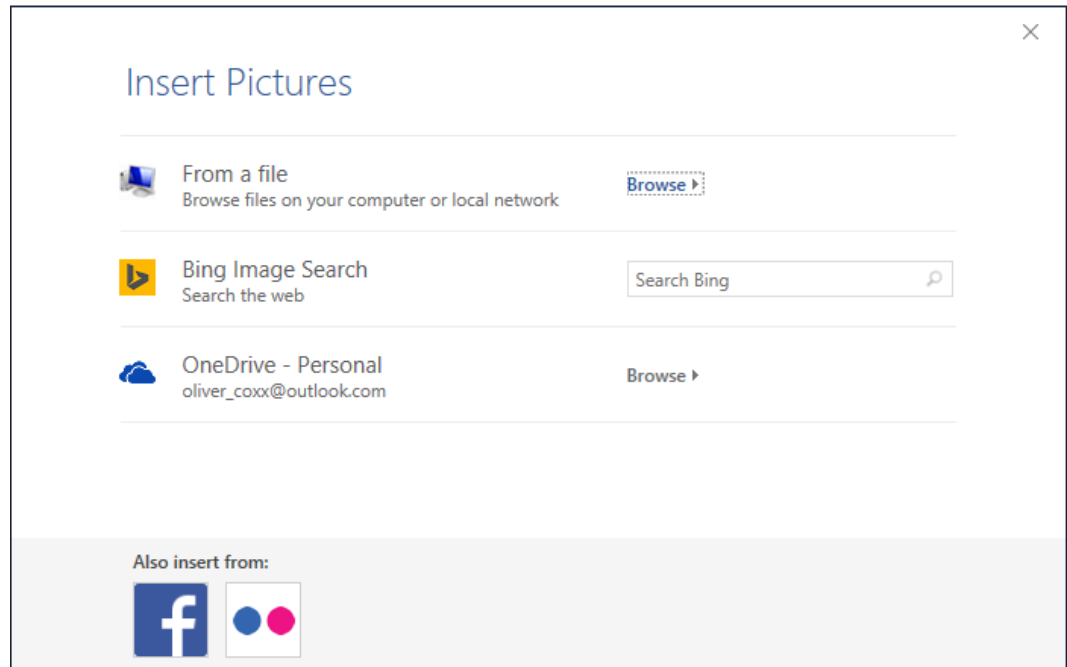 Insert Pictures
From a file
Browse files on your computer or local network
Browse
Bing Image Search
Search the web
Search Bing
OneDrive - Personal
oliver_coxx@outlook.com
Browse
Also insert from: